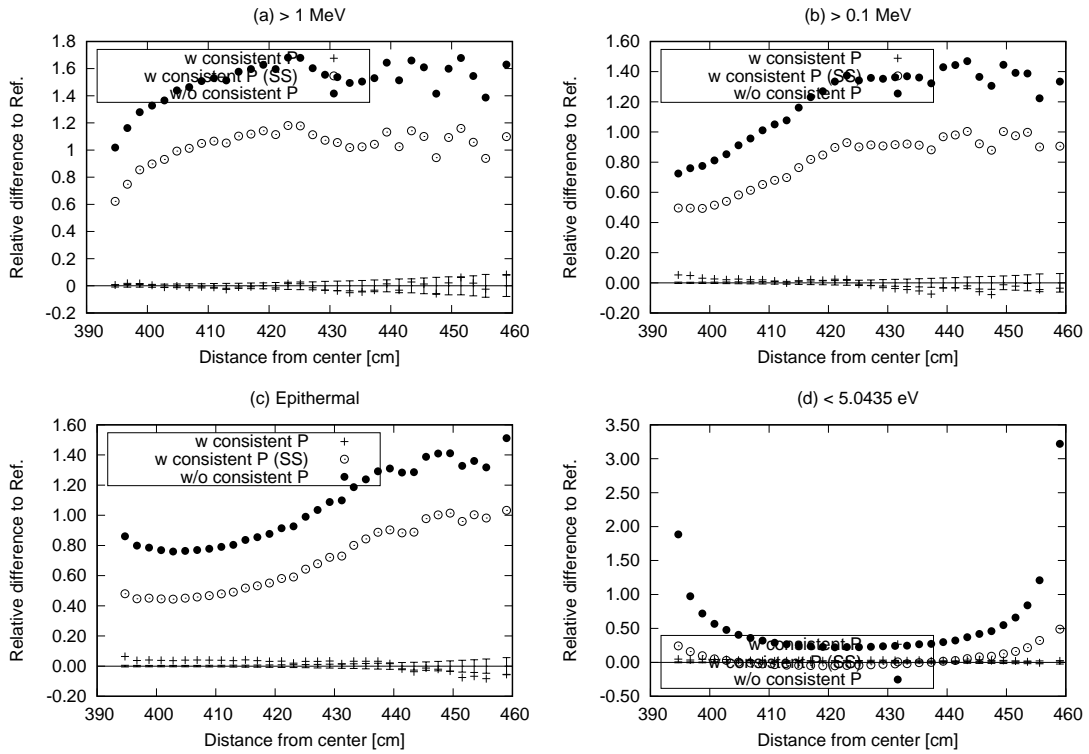 (a) > 1 MeV
Relative difference to Ref.
1.8
1.6
1.4
1.2
1
0.8
0.6
0.4
0.2
0
-0.2
w consistent P
w consistent P (SS)
w/o consistent P
390 400 410 420 430 440 450 460
Distance from center [cm]
(b) > 0.1 MeV
Relative difference to Ref.
1.60
1.40
1.20
1.00
0.80
0.60
0.40
0.20
0.00
-0.20
w consistent P
w consistent P (SS)
w/o consistent P
390 400 410 420 430 440 450 460
Distance from center [cm]
(c) Epithermal
Relative difference to Ref.
1.60
1.40
1.20
1.00
0.80
0.60
0.40
0.20
0.00
-0.20
w consistent P
w consistent P (SS)
w/o consistent P
390 400 410 420 430 440 450 460
Distance from center [cm]
(d) < 5.0435 eV
Relative difference to Ref.
3.50
3.00
2.50
2.00
1.50
1.00
0.50
0.00
-0.50
w consistent P
w consistent P (SS)
w/o consistent P
390 400 410 420 430 440 450 460
Distance from center [cm]